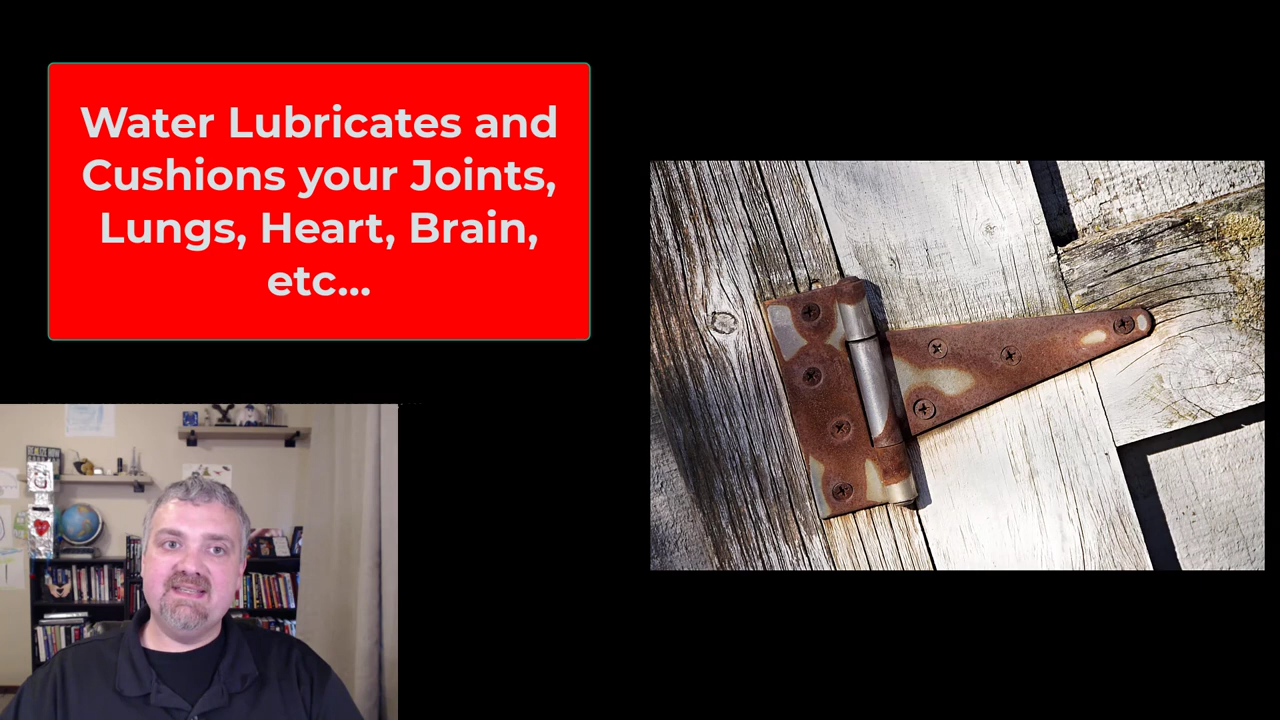 Water Lubricates and
Cushions your Joints,
Lungs, Heart, Brain,
etc...